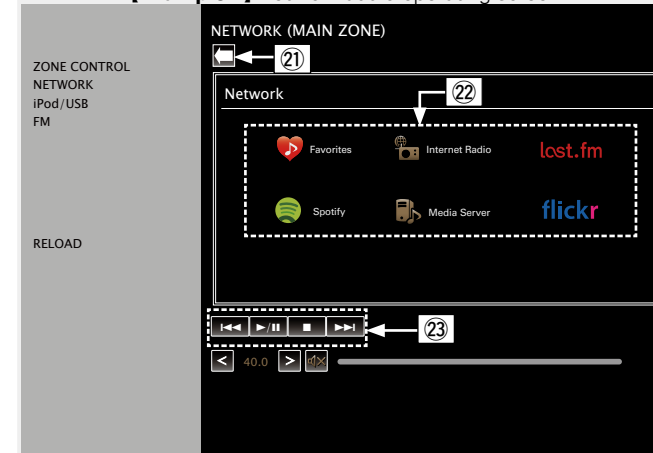 NETWORK (MAIN ZONE)
㉑
ZONE CONTROL
NETWORK
iPod/USB
FM
RELOAD
Network
㉒
Favorites
Internet Radio
lost.fm
Spotify
Media Server
flickr
㉓
< 40.0 >